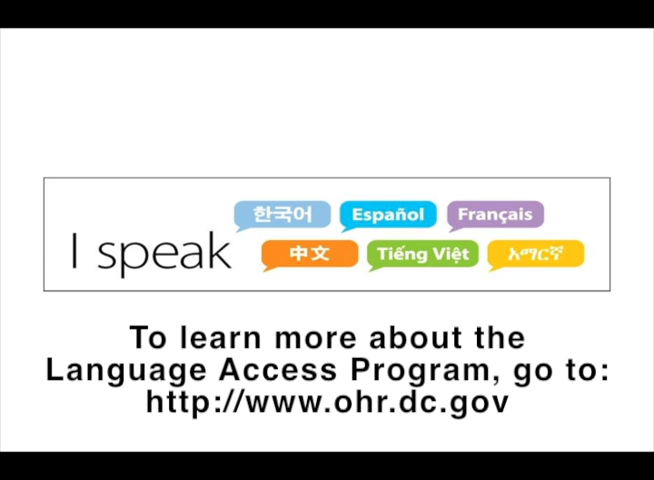 I speak
한국어 Español Français
中文 Tiếng Việt አማርኛ
To learn more about the
Language Access Program, go to:
http://www.ohr.dc.gov